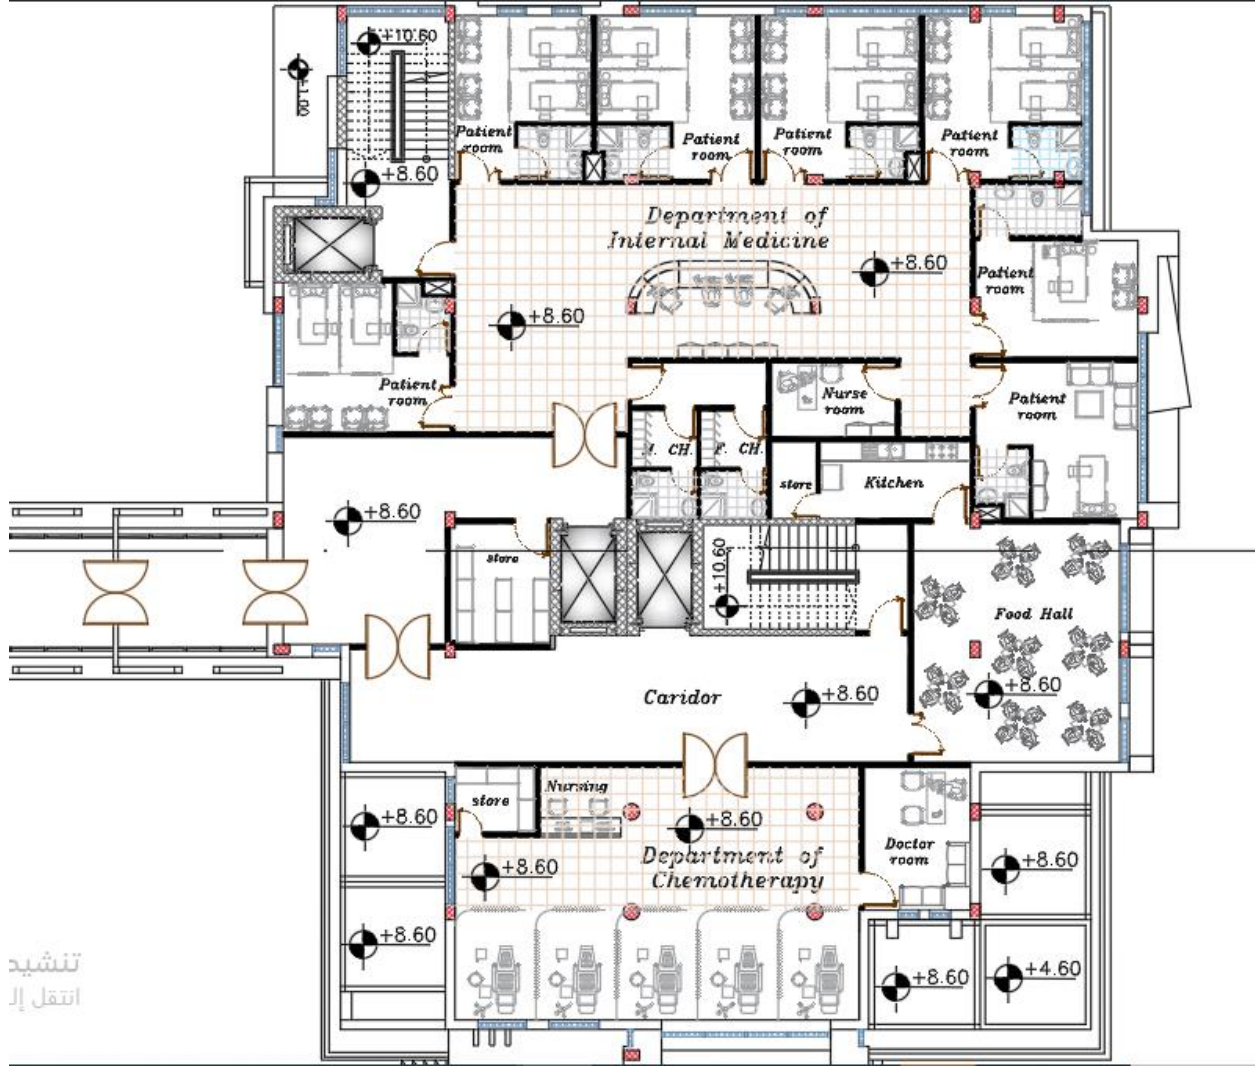 +10.60
+1.00
Patient
room
Patient
room
Patient
room
Patient
room
+8.60
Department of
Internal Medicine
+8.60
+8.60
Patient
room
Patient
room
Nurse
room
Patient
room
M. CH.
F. CH.
store
Kitchen
+8.60
store
+10.60
Food Hall
+8.60
Caridor
+8.60
store
Nursing
+8.60
+8.60
Department of
Chemotherapy
+8.60
Doctor
room
+8.60
+8.60
+8.60
+4.60
تنشيط
انتقل إل